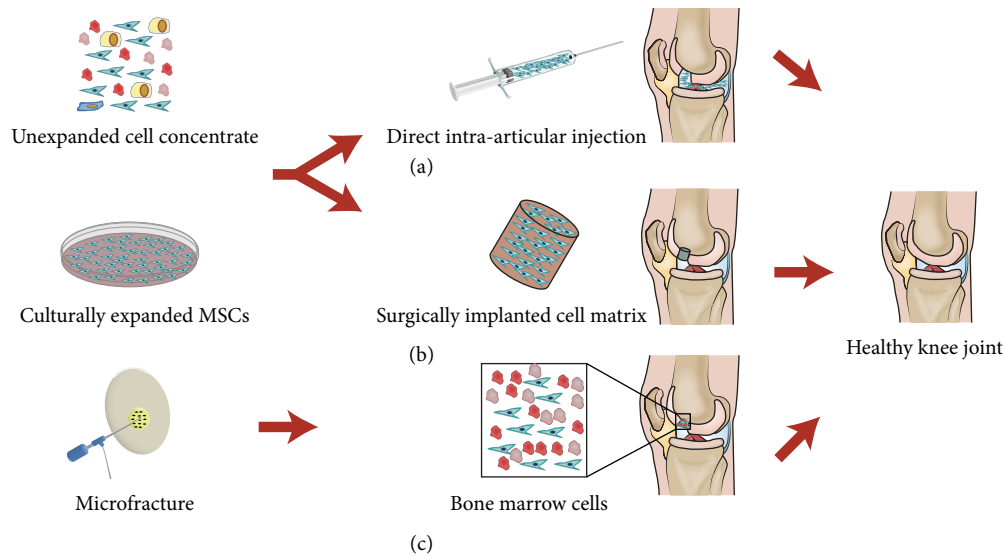 Unexpanded cell concentrate
Direct intra-articular injection
(a)
Culturally expanded MSCs
Surgically implanted cell matrix
(b)
Healthy knee joint
Microfracture
Bone marrow cells
(c)